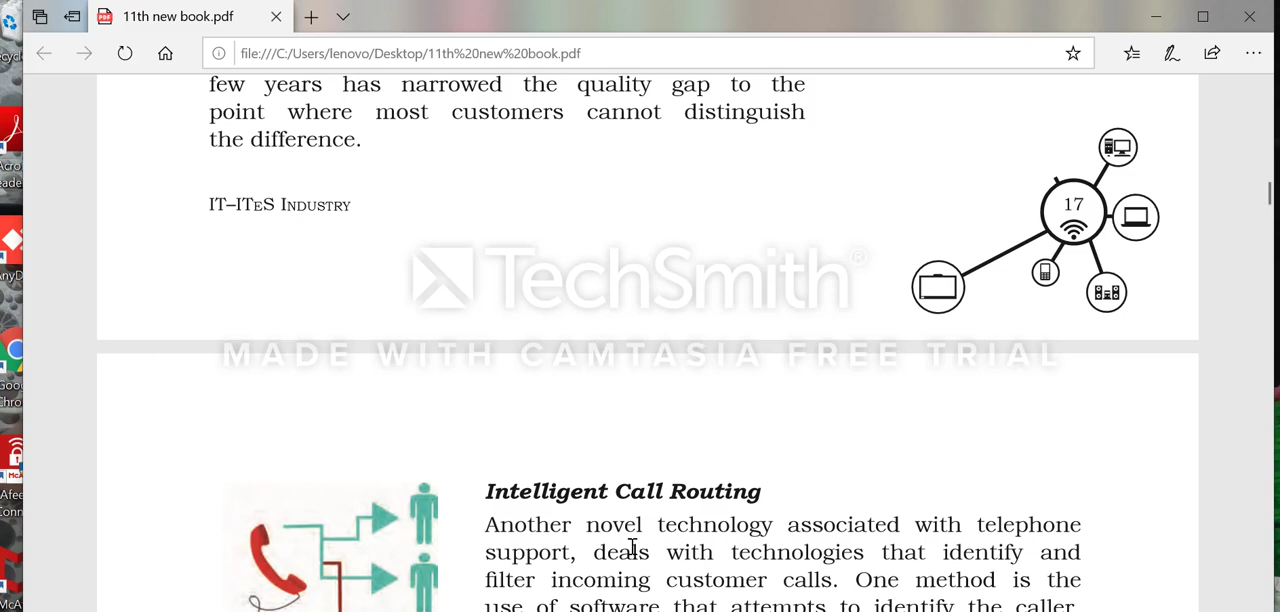 11th new book.pdf
file:///C:/Users/lenovo/Desktop/11th%20new%20book.pdf
few years has narrowed the quality gap to the
point where most customers cannot distinguish
the difference.
IT–ITeS Industry
17
TechSmith®
MADE WITH CAMTASIA FREE TRIAL
Intelligent Call Routing
Another novel technology associated with telephone
support, deals with technologies that identify and
filter incoming customer calls. One method is the
use of software that attempts to identify the caller